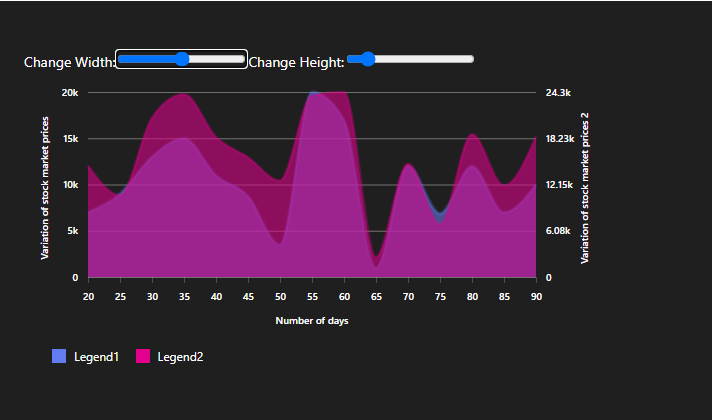 Change Width: Change Height:
20k 24.3k
15k 18.23k
10k 12.15k
5k 6.08k
0 0
Variation of stock market prices
Variation of stock market prices 2
20 25 30 35 40 45 50 55 60 65 70 75 80 85 90
Number of days
Legend1 Legend2